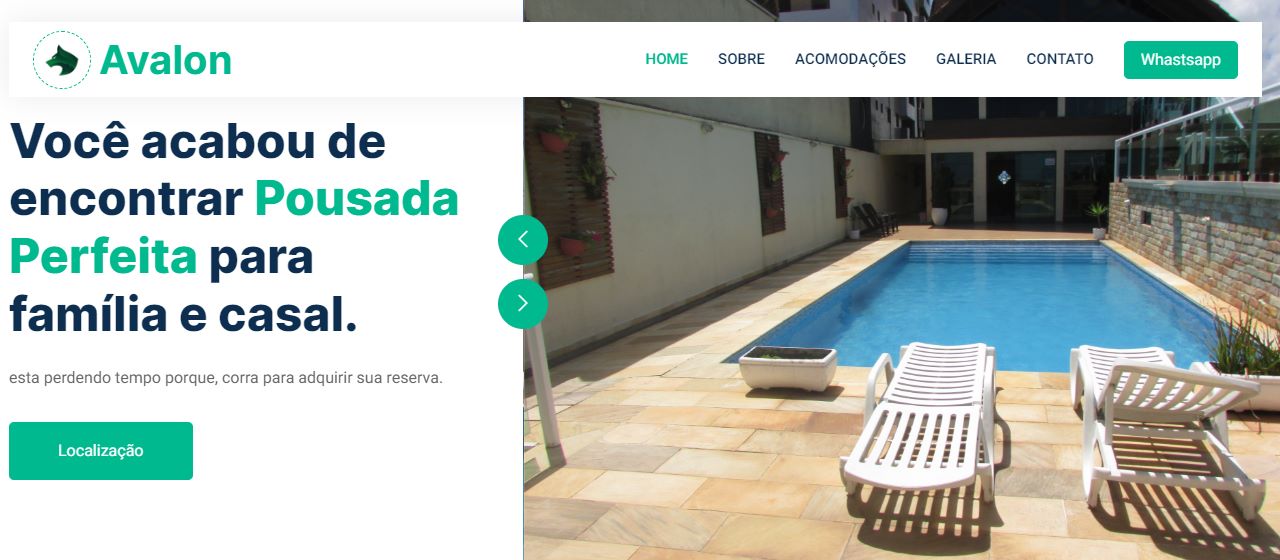 Avalon
HOME SOBRE ACOMODAÇÕES GALERIA CONTATO Whastsapp
Você acabou de
encontrar Pousada
Perfeita para
família e casal.
esta perdendo tempo porque, corra para adquirir sua reserva.
Localização